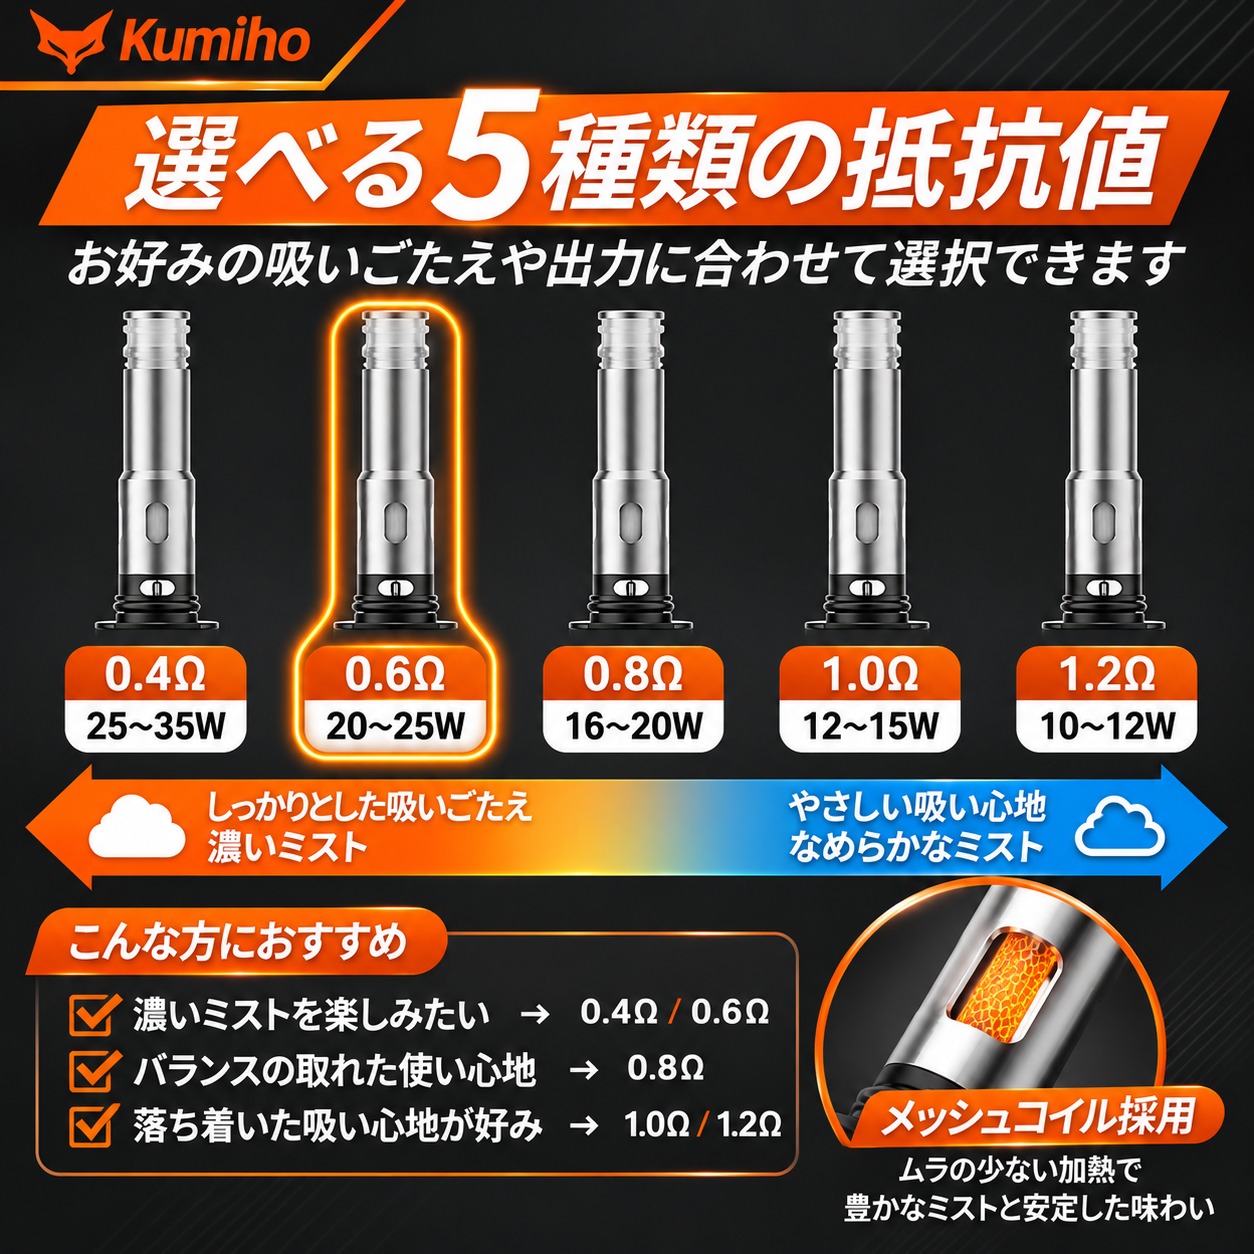 Kumiho
選べる5種類の抵抗値
お好みの吸いごたえや出力に合わせて選択できます
0.4Ω
25~35W
0.6Ω
20~25W
0.8Ω
16~20W
1.0Ω
12~15W
1.2Ω
10~12W
しっかりとした吸いごたえ
濃いミスト
やさしい吸い心地
なめらかなミスト
こんな方におすすめ
濃いミストを楽しみたい → 0.4Ω / 0.6Ω
バランスの取れた使い心地 → 0.8Ω
落ち着いた吸い心地が好み → 1.0Ω / 1.2Ω
メッシュコイル採用
ムラの少ない加熱で
豊かなミストと安定した味わい